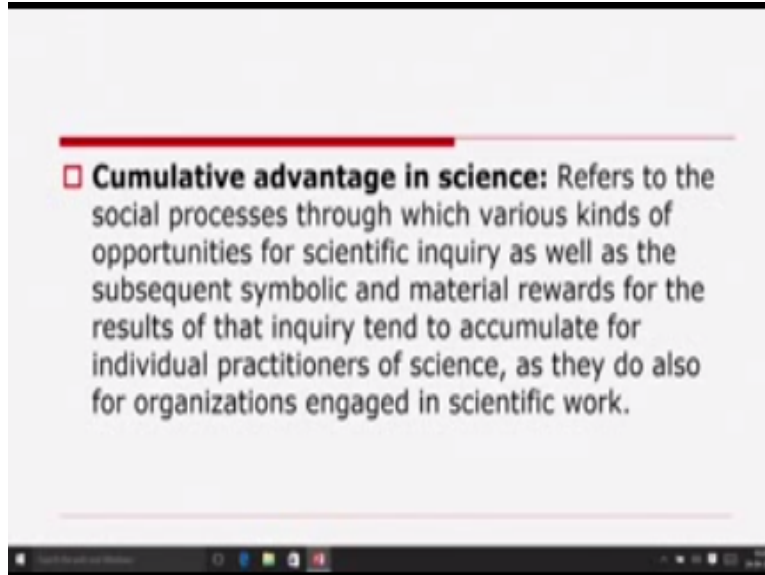 Cumulative advantage in science: Refers to the
social processes through which various kinds of
opportunities for scientific inquiry as well as the
subsequent symbolic and material rewards for the
results of that inquiry tend to accumulate for
individual practitioners of science, as they do also
for organizations engaged in scientific work.